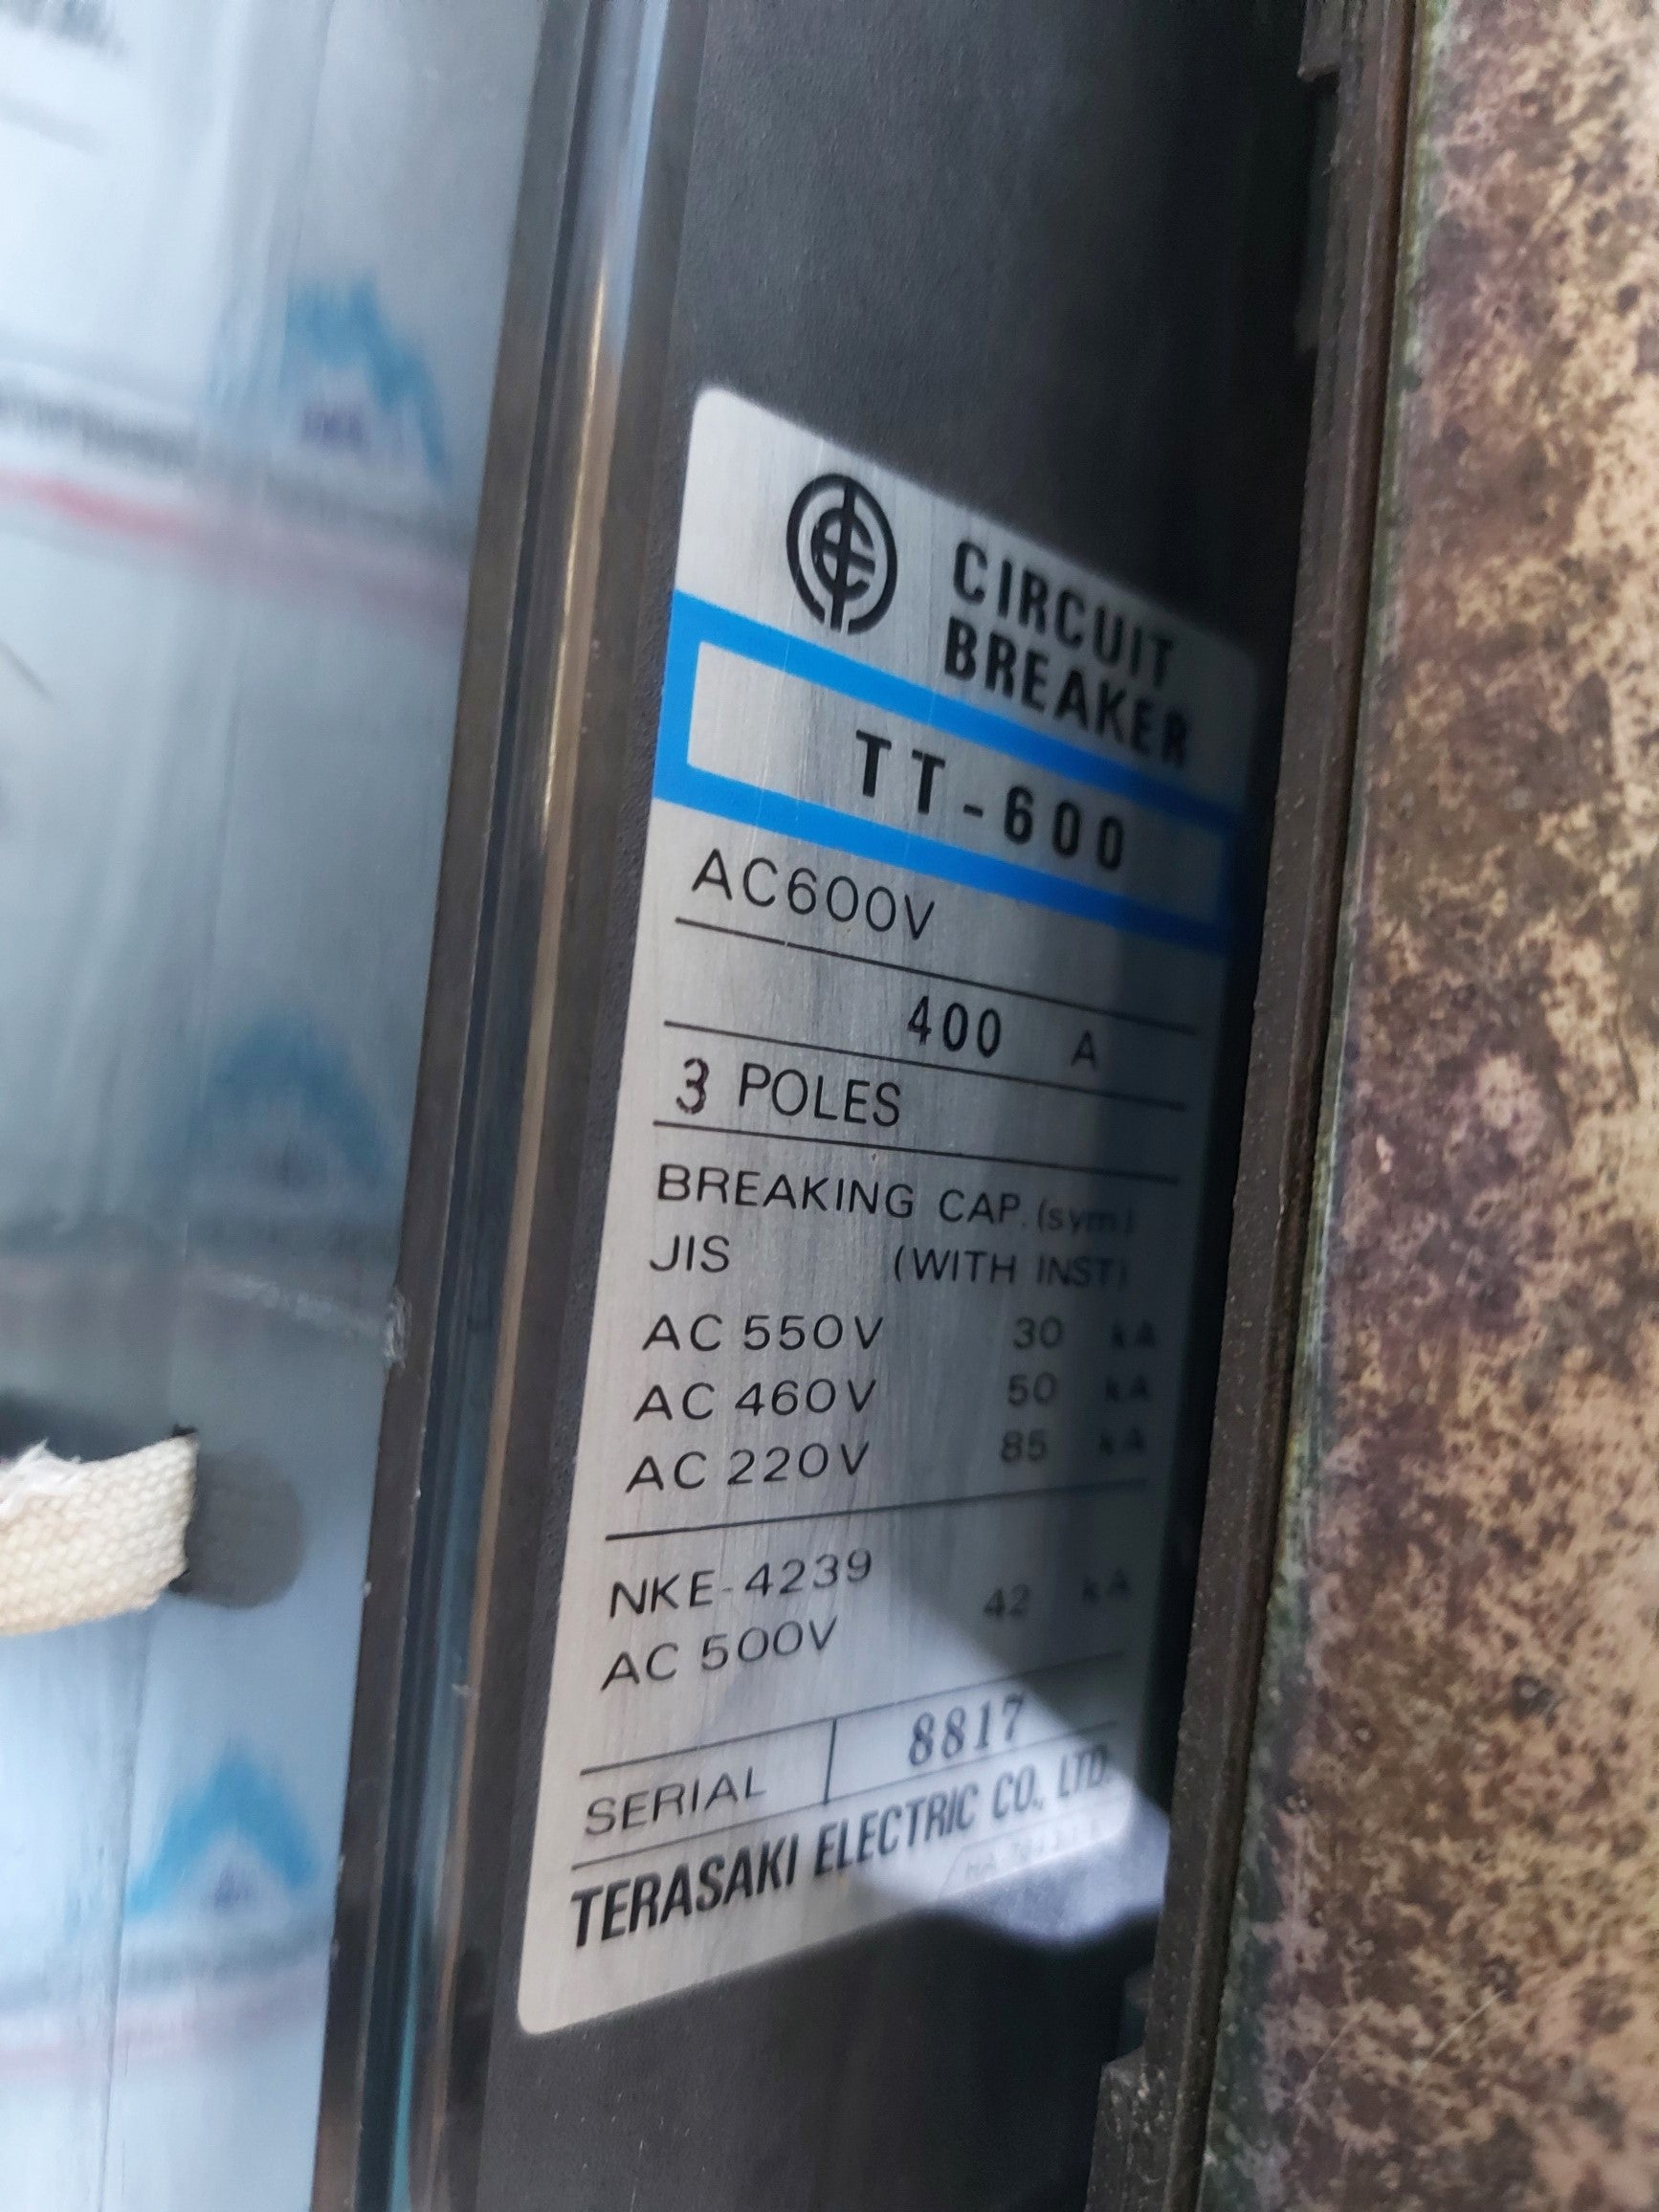 CIRCUIT
BREAKER
TT-600
AC600V
400 A
3 POLES
BREAKING CAP. (sym)
JIS (WITH INST)
AC 550V 30 kA
AC 460V 50 kA
AC 220V 85 kA
NKE-4239
AC 500V 42 kA
SERIAL 8817
TERASAKI ELECTRIC CO., LTD.